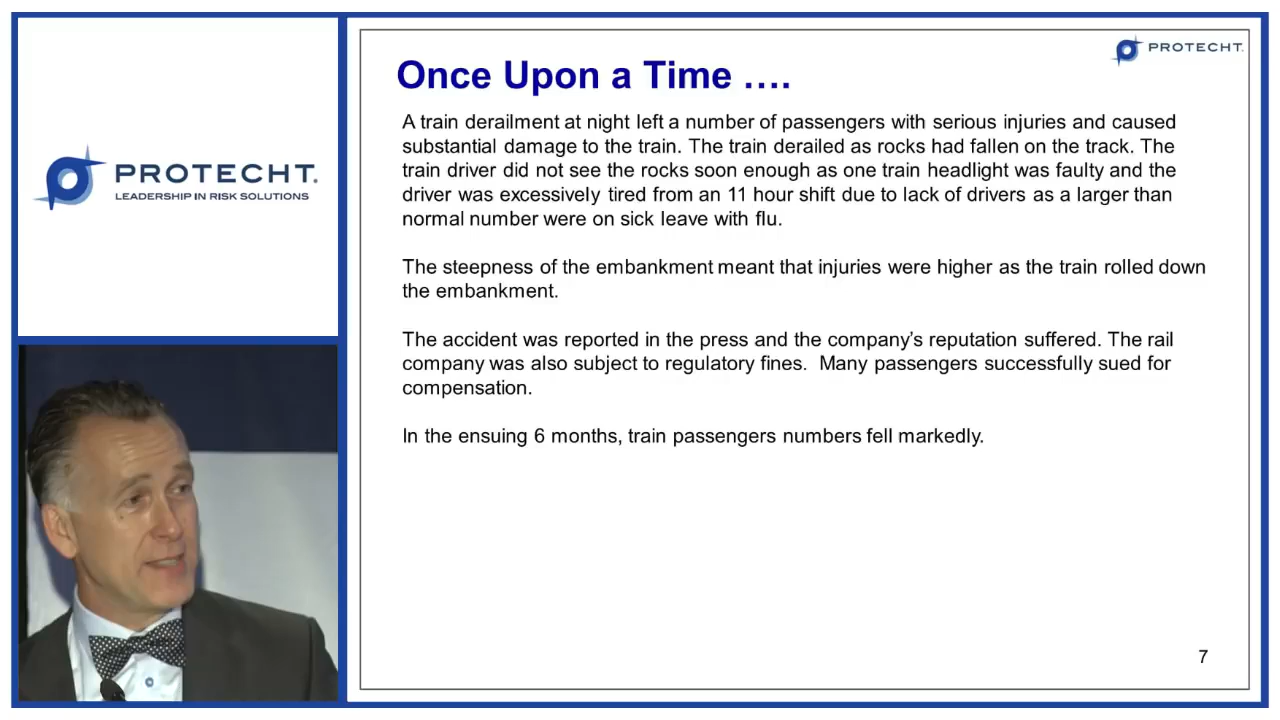 PROTECHT.
LEADERSHIP IN RISK SOLUTIONS
PROTECHT.
Once Upon a Time ….
A train derailment at night left a number of passengers with serious injuries and caused
substantial damage to the train. The train derailed as rocks had fallen on the track. The
train driver did not see the rocks soon enough as one train headlight was faulty and the
driver was excessively tired from an 11 hour shift due to lack of drivers as a larger than
normal number were on sick leave with flu.
The steepness of the embankment meant that injuries were higher as the train rolled down
the embankment.
The accident was reported in the press and the company’s reputation suffered. The rail
company was also subject to regulatory fines.  Many passengers successfully sued for
compensation.
In the ensuing 6 months, train passengers numbers fell markedly.
7